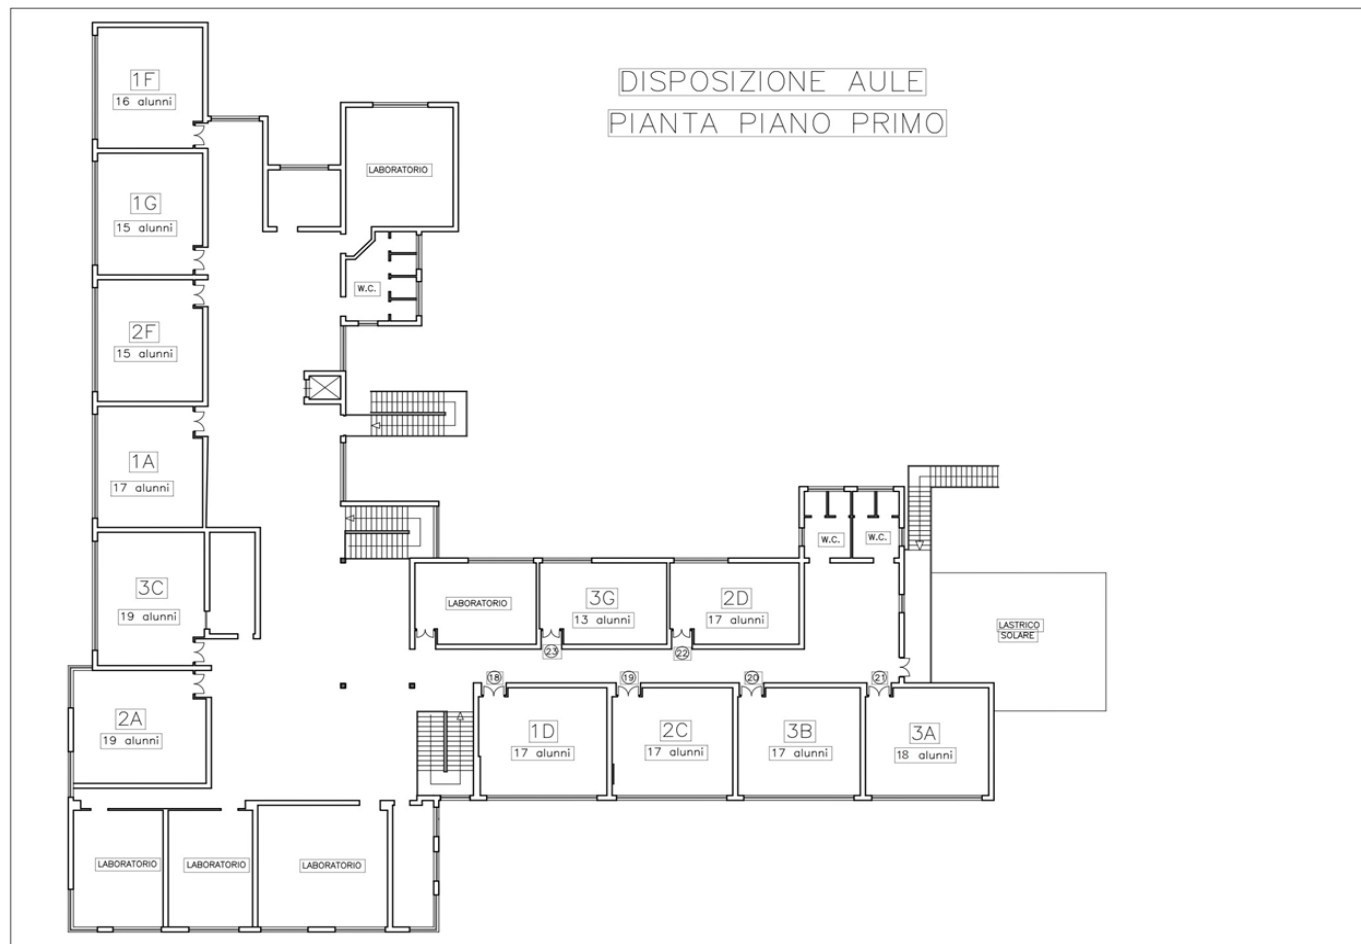 DISPOSIZIONE AULE
PIANTA PIANO PRIMO
1F
16 alunni
LABORATORIO
1G
15 alunni
W.C.
2F
15 alunni
1A
17 alunni
3C
19 alunni
2A
19 alunni
LABORATORIO
3G
13 alunni
2D
17 alunni
W.C.
W.C.
LASTRICO
SOLARE
23
22
18
19
20
21
1D
17 alunni
2C
17 alunni
3B
17 alunni
3A
18 alunni
LABORATORIO
LABORATORIO
LABORATORIO